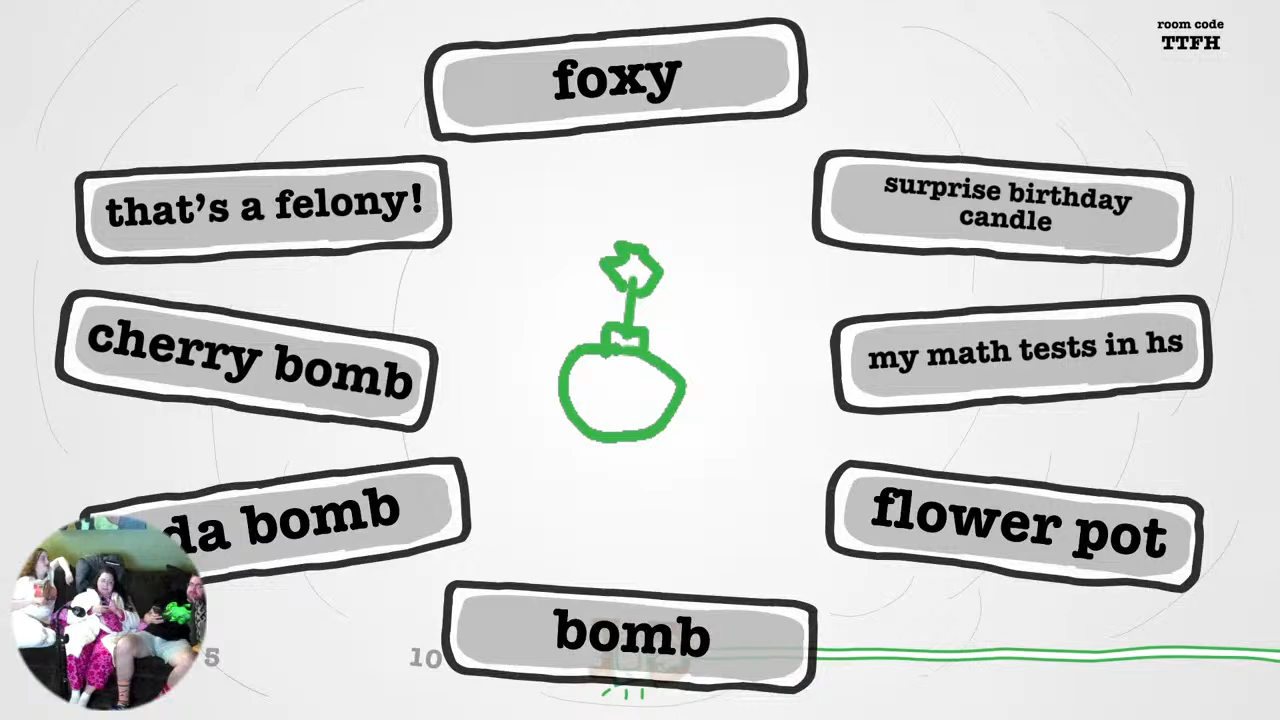 room code
TTFH
foxy
that's a felony!
surprise birthday
candle
cherry bomb
my math tests in hs
da bomb
flower pot
bomb
5
10